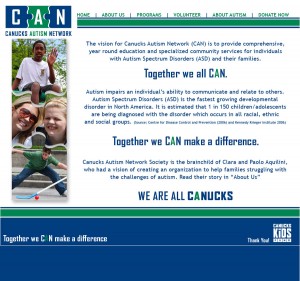 CAN
CANUCKS AUTISM NETWORK
HOME | ABOUT US | PROGRAMS | VOLUNTEER | ABOUT AUTISM | DONATE NOW
The vision for Canucks Autism Network (CAN) is to provide comprehensive,
year round education and specialized community services for individuals
with Autism Spectrum Disorders (ASD) and their families.
Together we all CAN.
Autism impairs an individual's ability to communicate and relate to others.
Autism Spectrum Disorders (ASD) is the fastest growing developmental
disorder in North America. It is estimated that 1 in 150 children/adolescents
are being diagnosed with the disorder which occurs in all racial, ethnic
and social groups. (Source: Center for Disease Control and Prevention (2006) and Kennedy Krieger Institute 2006)
Together we CAN make a difference.
Canucks Autism Network Society is the brainchild of Clara and Paolo Aquilini,
who had a vision of creating an organization to help families struggling with
the challenges of autism. Read their story in "About Us"
WE ARE ALL CANUCKS
Together we CAN make a difference
Thank You!
CANUCKS
KIDS
FUND